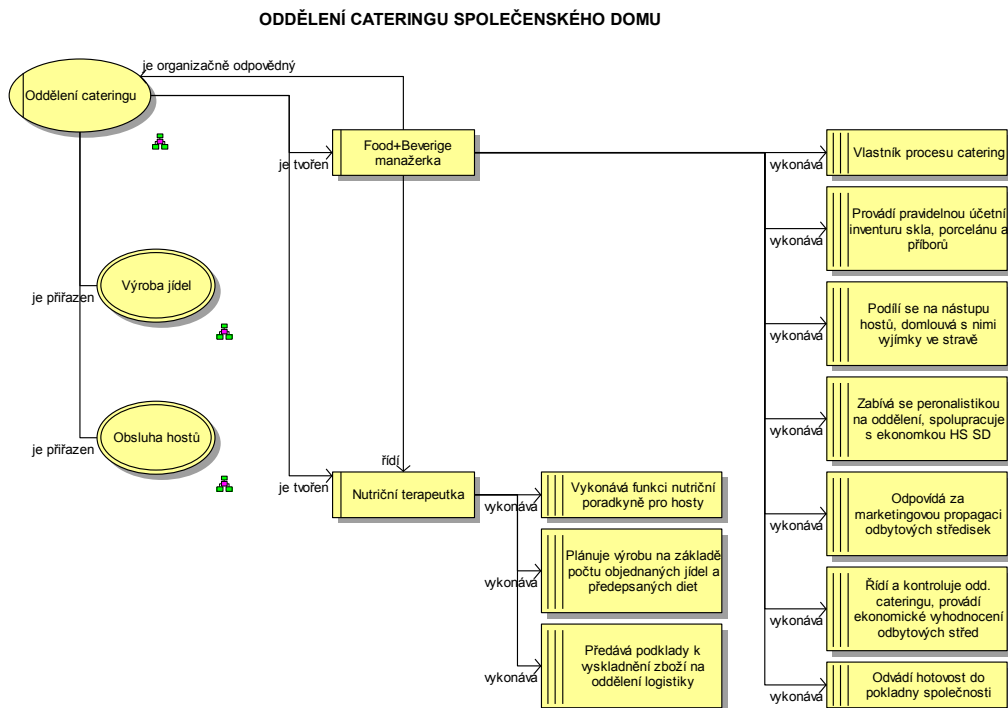 ODDĚLENÍ CATERINGU SPOLEČENSKÉHO DOMU
je organizačně odpovědný
Oddělení cateringu
Food+Beverige
manažerka
je tvořen
Vlastník procesu catering
vykonává
Provádí pravidelnou účetní
inventuru skla, porcelánu a
příborů
vykonává
Výroba jídel
je přiřazen
Podílí se na nástupu
hostů, domlouvá s nimi
vyjímky ve stravě
vykonává
Zabívá se peronalistikou
na oddělení, spolupracuje
s ekonomkou HS SD
vykonává
Obsluha hostů
je přiřazen
řídí
Nutriční terapeutka
je tvořen
Vykonává funkci nutriční
poradkyně pro hosty
vykonává
Odpovídá za
marketingovou propagaci
odbytových středisek
vykonává
Plánuje výrobu na základě
počtu objednaných jídel a
předepsaných diet
vykonává
Řídí a kontroluje odd.
cateringu, provádí
ekonomické vyhodnocení
odbytových střed
vykonává
Předává podklady k
vyskladnění zboží na
oddělení logistiky
vykonává
Odvádí hotovost do
pokladny společnosti
vykonává